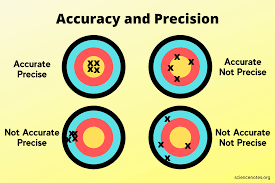 Accuracy and Precision
Accurate
Precise
Accurate
Not Precise
Not Accurate
Precise
Not Accurate
Not Precise
sciencenotes.org